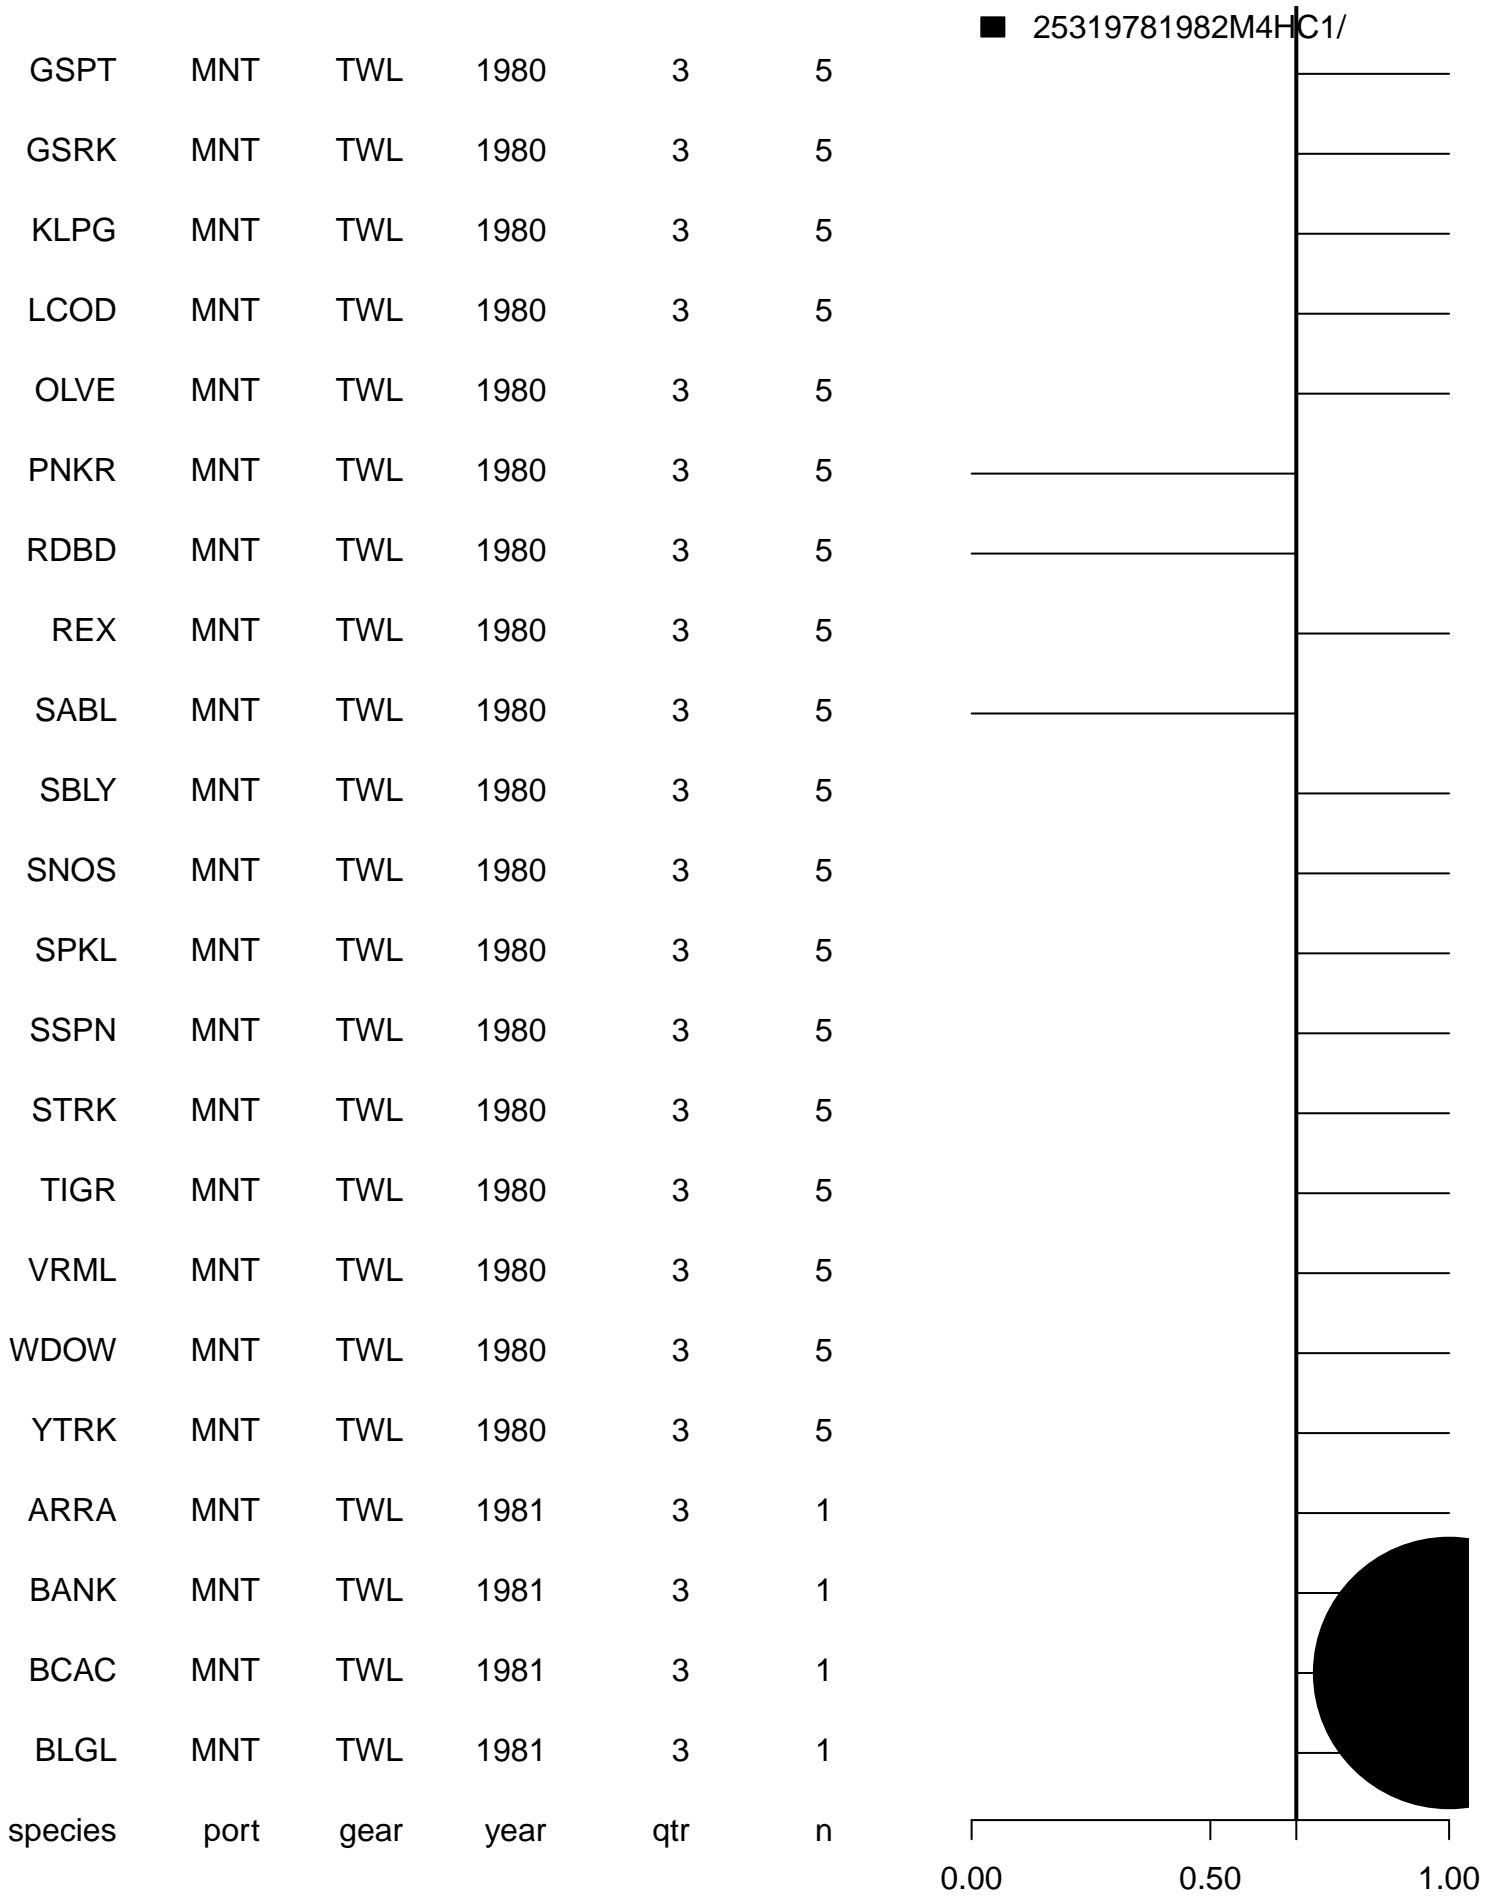 25319781982M4HC1/
GSPT MNT TWL 1980 3 5
GSRK MNT TWL 1980 3 5
KLPG MNT TWL 1980 3 5
LCOD MNT TWL 1980 3 5
OLVE MNT TWL 1980 3 5
PNKR MNT TWL 1980 3 5
RDBD MNT TWL 1980 3 5
REX MNT TWL 1980 3 5
SABL MNT TWL 1980 3 5
SBLY MNT TWL 1980 3 5
SNOS MNT TWL 1980 3 5
SPKL MNT TWL 1980 3 5
SSPN MNT TWL 1980 3 5
STRK MNT TWL 1980 3 5
TIGR MNT TWL 1980 3 5
VRML MNT TWL 1980 3 5
WDOW MNT TWL 1980 3 5
YTRK MNT TWL 1980 3 5
ARRA MNT TWL 1981 3 1
BANK MNT TWL 1981 3 1
BCAC MNT TWL 1981 3 1
BLGL MNT TWL 1981 3 1
species port gear year qtr n
0.00 0.50 1.00